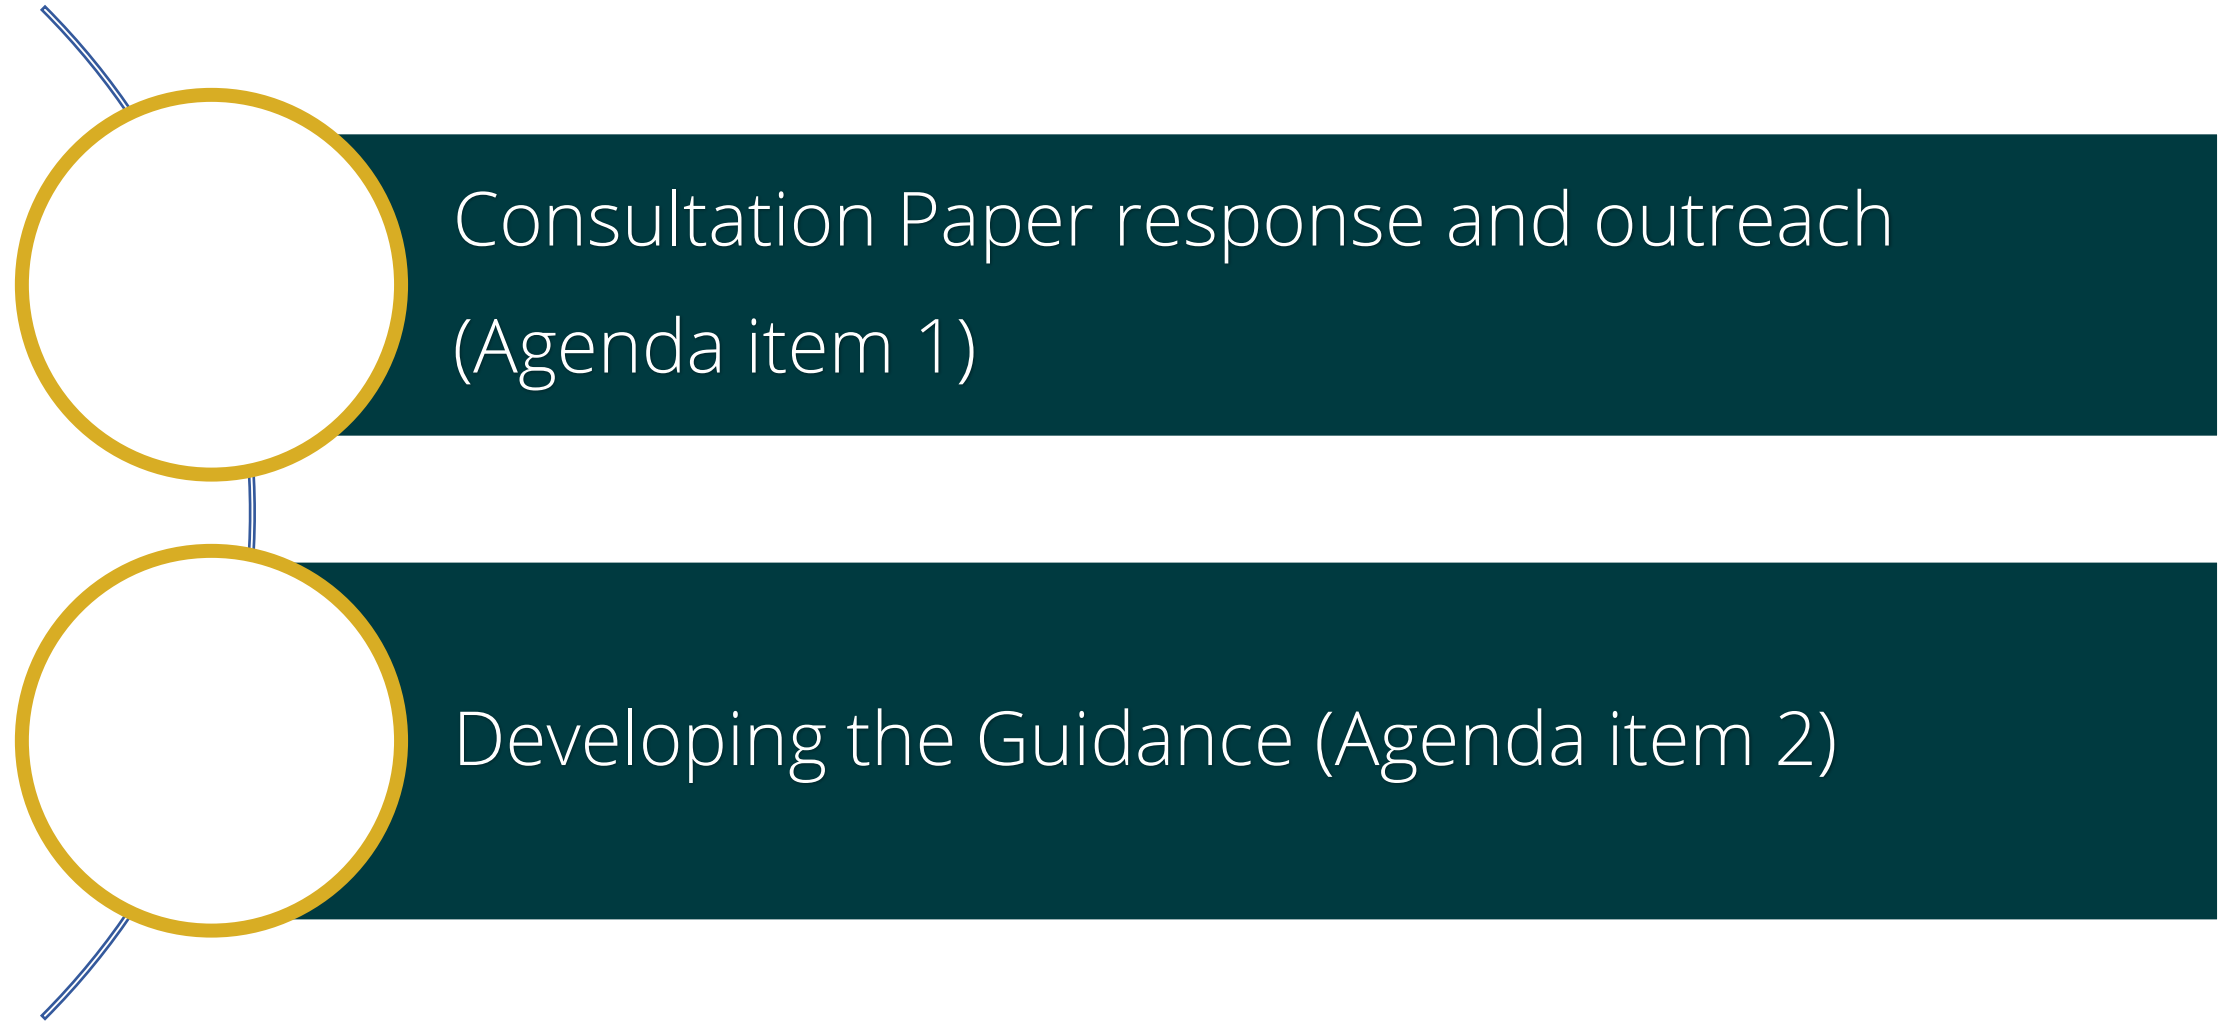 Consultation Paper response and outreach
(Agenda item 1)
Developing the Guidance (Agenda item 2)